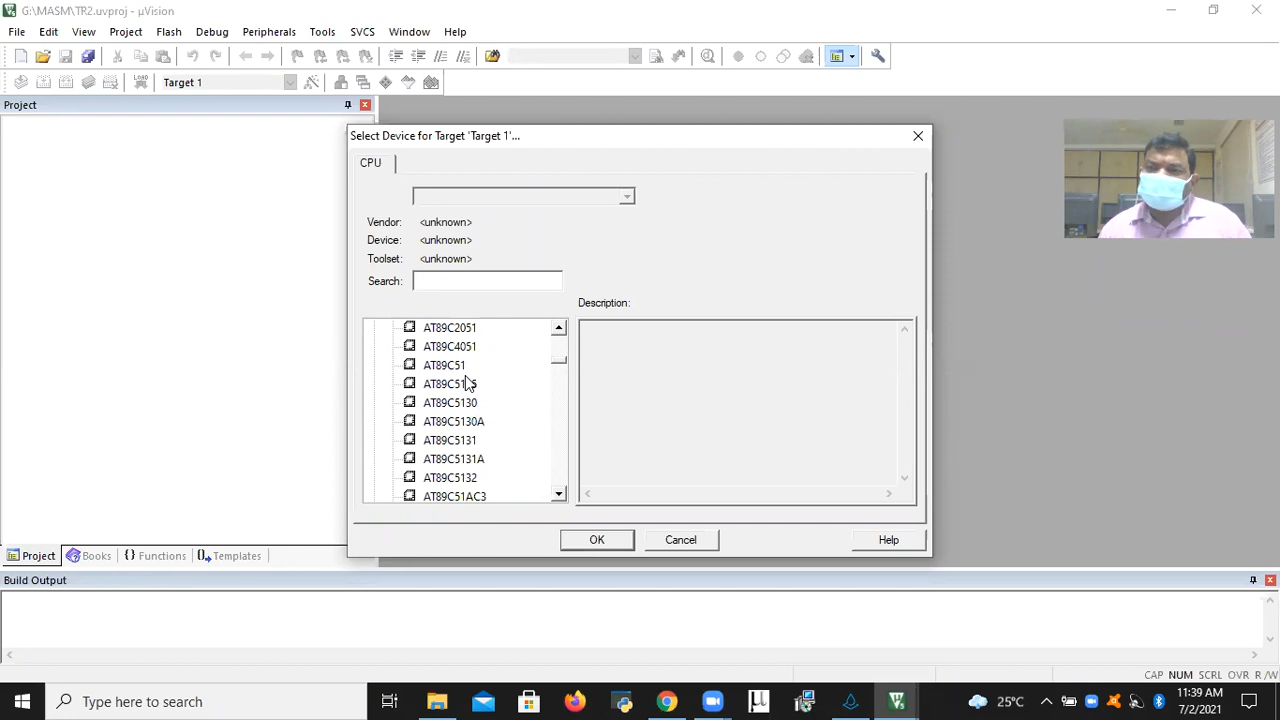 G:\MASM\TR2.uvproj - µVision
File Edit View Project Flash Debug Peripherals Tools SVCS Window Help
LOAD Target 1
Project
Select Device for Target 'Target 1'...
CPU
Vendor: <unknown>
Device: <unknown>
Toolset: <unknown>
Search:
Description:
AT89C2051
AT89C4051
AT89C51
AT89C5130
AT89C5130A
AT89C5131
AT89C5131A
AT89C5132
AT89C51AC3
OK Cancel Help
Project Books {} Functions Templates
Build Output
CAP NUM SCRL OVR R/W
Type here to search
25°C
11:39 AM
7/2/2021